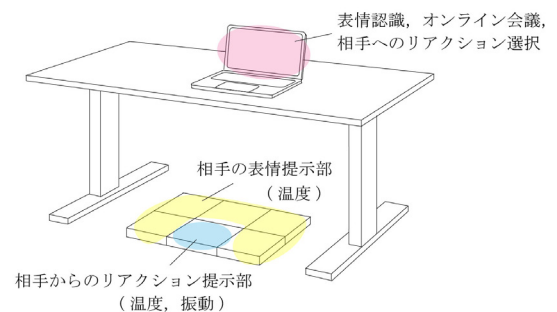 表情認識，オンライン会議，
相手へのリアクション選択
相手の表情提示部
（温度）
相手からのリアクション提示部
（温度，振動）